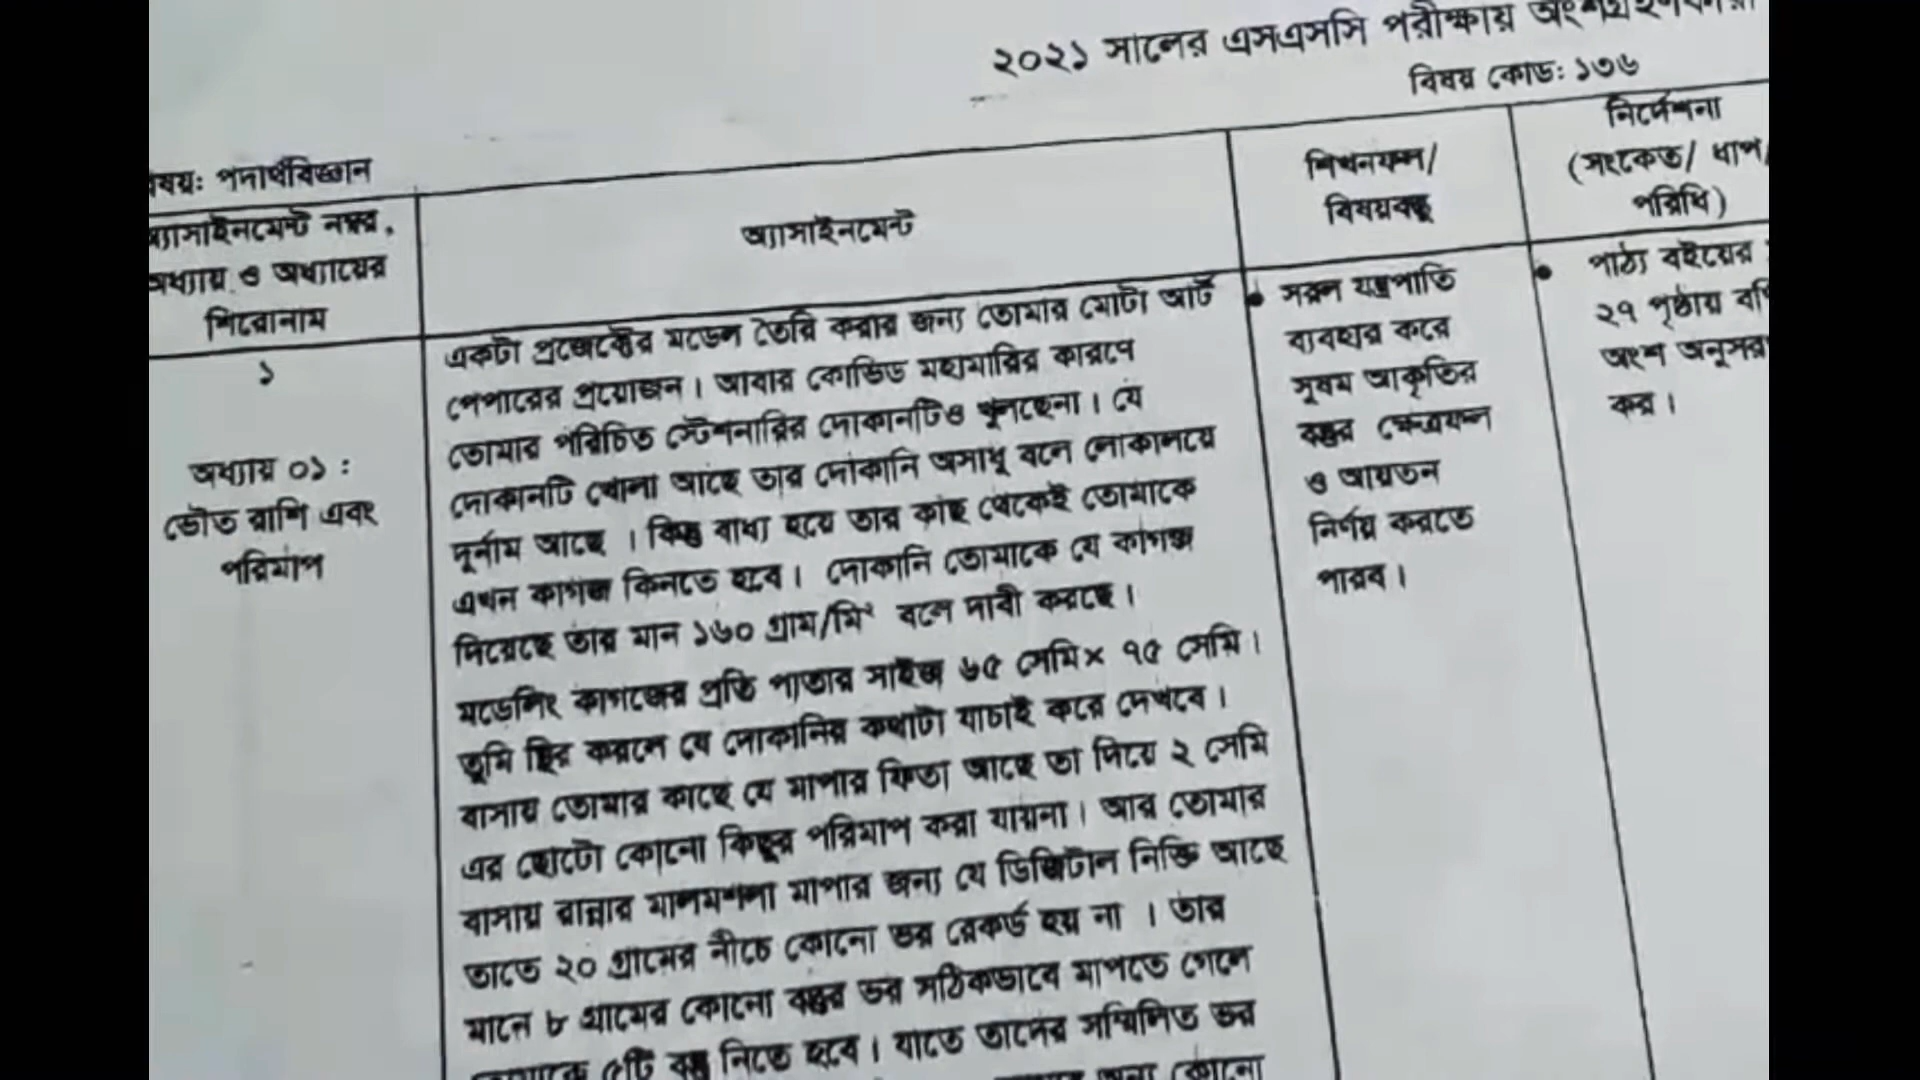 ২০২১ সালের এসএসসি পরীক্ষায় অংশগ্রহণকারী
বিষয় কোড: ১৩৬
বিষয়: পদার্থবিজ্ঞান
অ্যাসাইনমেন্ট নম্বর,
অধ্যায় ও অধ্যায়ের
শিরোনাম
অ্যাসাইনমেন্ট
শিখনফল/
বিষয়বস্তু
নির্দেশনা
(সংকেত/ ধাপ/
পরিধি)
১
অধ্যায় ০১ :
ভৌত রাশি এবং
পরিমাপ
একটা প্রজেক্টের মডেল তৈরি করার জন্য তোমার মোটা আর্ট
পেপারের প্রয়োজন। আবার কোভিড মহামারির কারণে
তোমার পরিচিত স্টেশনারির দোকানটিও খুলছেনা। যে
দোকানটি খোলা আছে তার দোকানি অসাধু বলে লোকালয়ে
দুর্নাম আছে । কিন্তু বাধ্য হয়ে তার কাছ থেকেই তোমাকে
এখন কাগজ কিনতে হবে। দোকানি তোমাকে যে কাগজ
দিয়েছে তার মান ১৬০ গ্রাম/মি² বলে দাবী করছে।
মডেলিং কাগজের প্রতি পাতার সাইজ ৬৫ সেমি× ৭৫ সেমি।
তুমি স্থির করলে যে দোকানির কথাটা যাচাই করে দেখবে।
বাসায় তোমার কাছে যে মাপার ফিতা আছে তা দিয়ে ২ সেমি
এর ছোটো কোনো কিছুর পরিমাপ করা যায়না। আর তোমার
বাসায় রান্নার মালমশলা মাপার জন্য যে ডিজিটাল নিক্তি আছে
তাতে ২০ গ্রামের নীচে কোনো ভর রেকর্ড হয় না । তার
মানে ৮ গ্রামের কোনো বস্তুর ভর সঠিকভাবে মাপতে গেলে
তোমাকে ৫টি বস্তু নিতে হবে। যাতে তাদের সম্মিলিত ভর
জন্য কোনো
সরল যন্ত্রপাতি
ব্যবহার করে
সুষম আকৃতির
বস্তুর ক্ষেত্রফল
ও আয়তন
নির্ণয় করতে
পারব।
পাঠ্য বইয়ের
২৭ পৃষ্ঠায়
অংশ
কর।